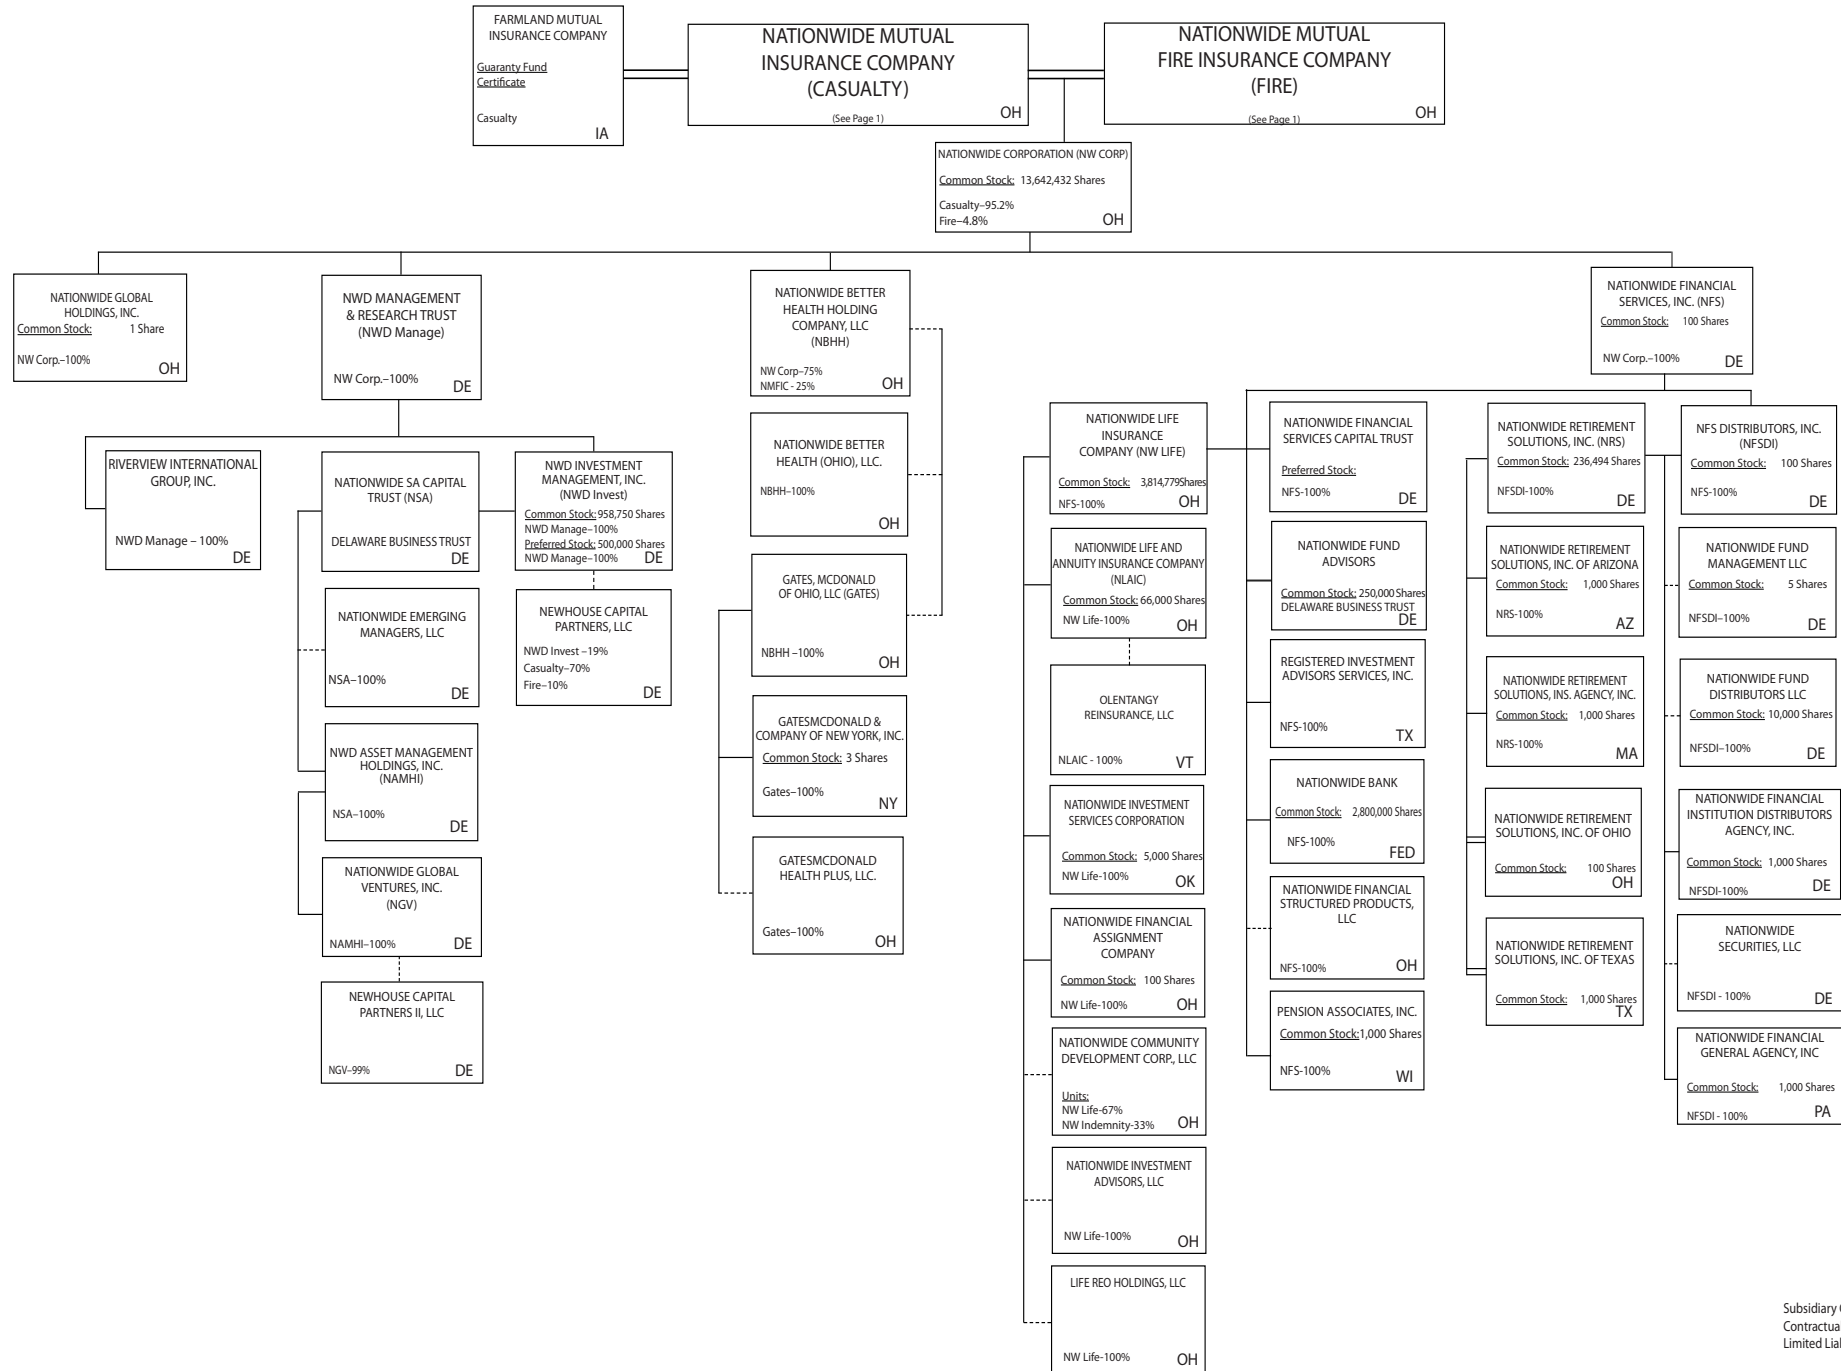 FARMLAND MUTUAL
INSURANCE COMPANY
Guaranty Fund
Certificate
Casualty
IA
NATIONWIDE MUTUAL
INSURANCE COMPANY
(CASUALTY)
(See Page 1)
OH
NATIONWIDE MUTUAL
FIRE INSURANCE COMPANY
(FIRE)
(See Page 1)
OH
NATIONWIDE CORPORATION (NW CORP)
Common Stock: 13,642,432 Shares
Casualty–95.2%
Fire–4.8%
OH
NATIONWIDE GLOBAL
HOLDINGS, INC.
Common Stock: 1 Share
NW Corp.–100%
OH
NWD MANAGEMENT
& RESEARCH TRUST
(NWD Manage)
NW Corp.–100%
DE
RIVERVIEW INTERNATIONAL
GROUP, INC.
NWD Manage – 100%
DE
NATIONWIDE SA CAPITAL
TRUST (NSA)
DELAWARE BUSINESS TRUST
DE
NWD INVESTMENT
MANAGEMENT, INC.
(NWD Invest)
Common Stock: 958,750 Shares
NWD Manage–100%
Preferred Stock: 500,000 Shares
NWD Manage–100%
DE
NATIONWIDE EMERGING
MANAGERS, LLC
NSA–100%
DE
NEWHOUSE CAPITAL
PARTNERS, LLC
NWD Invest –19%
Casualty–70%
Fire–10%
DE
NWD ASSET MANAGEMENT
HOLDINGS, INC.
(NAMHI)
NSA–100%
DE
NATIONWIDE GLOBAL
VENTURES, INC.
(NGV)
NAMHI–100%
DE
NEWHOUSE CAPITAL
PARTNERS II, LLC
NGV–99%
DE
NATIONWIDE BETTER
HEALTH HOLDING
COMPANY, LLC
(NBHH)
NW Corp–75%
NMFIC - 25%
OH
NATIONWIDE BETTER
HEALTH (OHIO), LLC.
NBHH–100%
OH
GATES, MCDONALD
OF OHIO, LLC (GATES)
NBHH –100%
OH
GATESMCDONALD &
COMPANY OF NEW YORK, INC.
Common Stock: 3 Shares
Gates–100%
NY
GATESMCDONALD
HEALTH PLUS, LLC.
Gates–100%
OH
NATIONWIDE FINANCIAL
SERVICES, INC. (NFS)
Common Stock: 100 Shares
NW Corp.–100%
DE
NATIONWIDE LIFE
INSURANCE
COMPANY (NW LIFE)
Common Stock: 3,814,779Shares
NFS-100%
OH
NATIONWIDE LIFE AND
ANNUITY INSURANCE COMPANY
(NLAIC)
Common Stock: 66,000 Shares
NW Life-100%
OH
OLENTANGY
REINSURANCE, LLC
NLAIC - 100%
VT
NATIONWIDE INVESTMENT
SERVICES CORPORATION
Common Stock: 5,000 Shares
NW Life-100%
OK
NATIONWIDE FINANCIAL
ASSIGNMENT
COMPANY
Common Stock: 100 Shares
NW Life-100%
OH
NATIONWIDE COMMUNITY
DEVELOPMENT CORP., LLC
Units:
NW Life-67%
NW Indemnity-33%
OH
NATIONWIDE INVESTMENT
ADVISORS, LLC
NW Life-100%
OH
LIFE REO HOLDINGS, LLC
NW Life-100%
OH
NATIONWIDE FINANCIAL
SERVICES CAPITAL TRUST
Preferred Stock:
NFS-100%
DE
NATIONWIDE FUND
ADVISORS
Common Stock: 250,000 Shares
DELAWARE BUSINESS TRUST
DE
REGISTERED INVESTMENT
ADVISORS SERVICES, INC.
NFS-100%
TX
NATIONWIDE BANK
Common Stock: 2,800,000 Shares
NFS-100%
FED
NATIONWIDE FINANCIAL
STRUCTURED PRODUCTS,
LLC
NFS-100%
OH
PENSION ASSOCIATES, INC.
Common Stock:1,000 Shares
NFS-100%
WI
NATIONWIDE RETIREMENT
SOLUTIONS, INC. (NRS)
Common Stock: 236,494 Shares
NFSDI-100%
DE
NATIONWIDE RETIREMENT
SOLUTIONS, INC. OF ARIZONA
Common Stock: 1,000 Shares
NRS-100%
AZ
NATIONWIDE RETIREMENT
SOLUTIONS, INS. AGENCY, INC.
Common Stock: 1,000 Shares
NRS-100%
MA
NATIONWIDE RETIREMENT
SOLUTIONS, INC. OF OHIO
Common Stock: 100 Shares
OH
NATIONWIDE RETIREMENT
SOLUTIONS, INC. OF TEXAS
Common Stock: 1,000 Shares
TX
NFS DISTRIBUTORS, INC.
(NFSDI)
Common Stock: 100 Shares
NFS-100%
DE
NATIONWIDE FUND
MANAGEMENT LLC
Common Stock: 5 Shares
NFSDI–100%
DE
NATIONWIDE FUND
DISTRIBUTORS LLC
Common Stock: 10,000 Shares
NFSDI–100%
DE
NATIONWIDE FINANCIAL
INSTITUTION DISTRIBUTORS
AGENCY, INC.
Common Stock: 1,000 Shares
NFSDI-100%
DE
NATIONWIDE
SECURITIES, LLC
NFSDI - 100%
DE
NATIONWIDE FINANCIAL
GENERAL AGENCY, INC
Common Stock: 1,000 Shares
NFSDI - 100%
PA
Subsidiary
Contractual
Limited